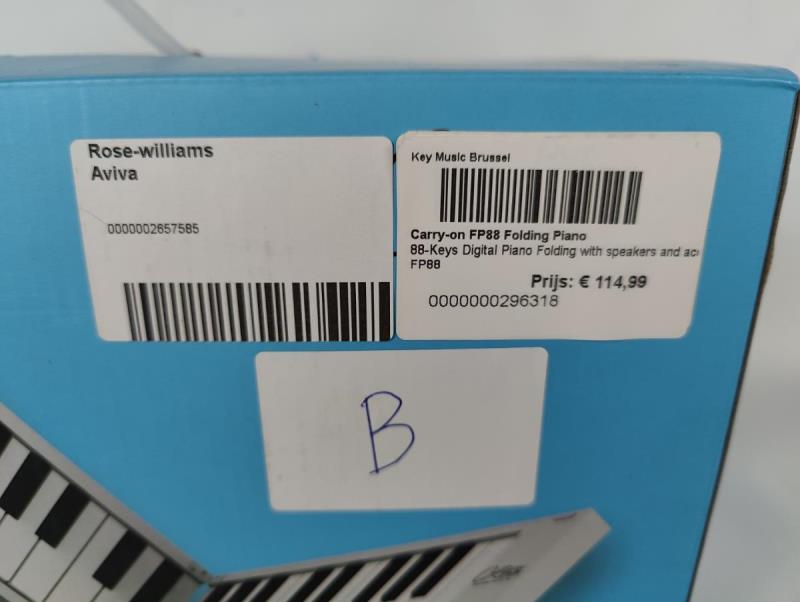 Rose-williams
Aviva
0000002657585
Key Music Brussel
Carry-on FP88 Folding Piano
88-Keys Digital Piano Folding with speakers and
FP88
Prijs: € 114,99
0000000296318
B